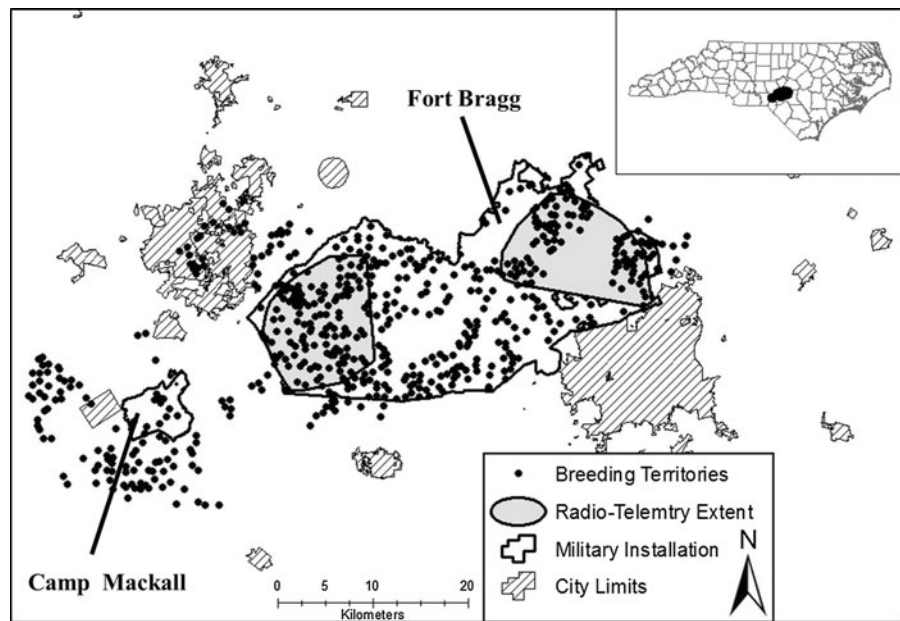 Fort Bragg
Camp Mackall
Breeding Territories
Radio-Telemtry Extent
Military Installation
City Limits
N
0 5 10 20
Kilometers